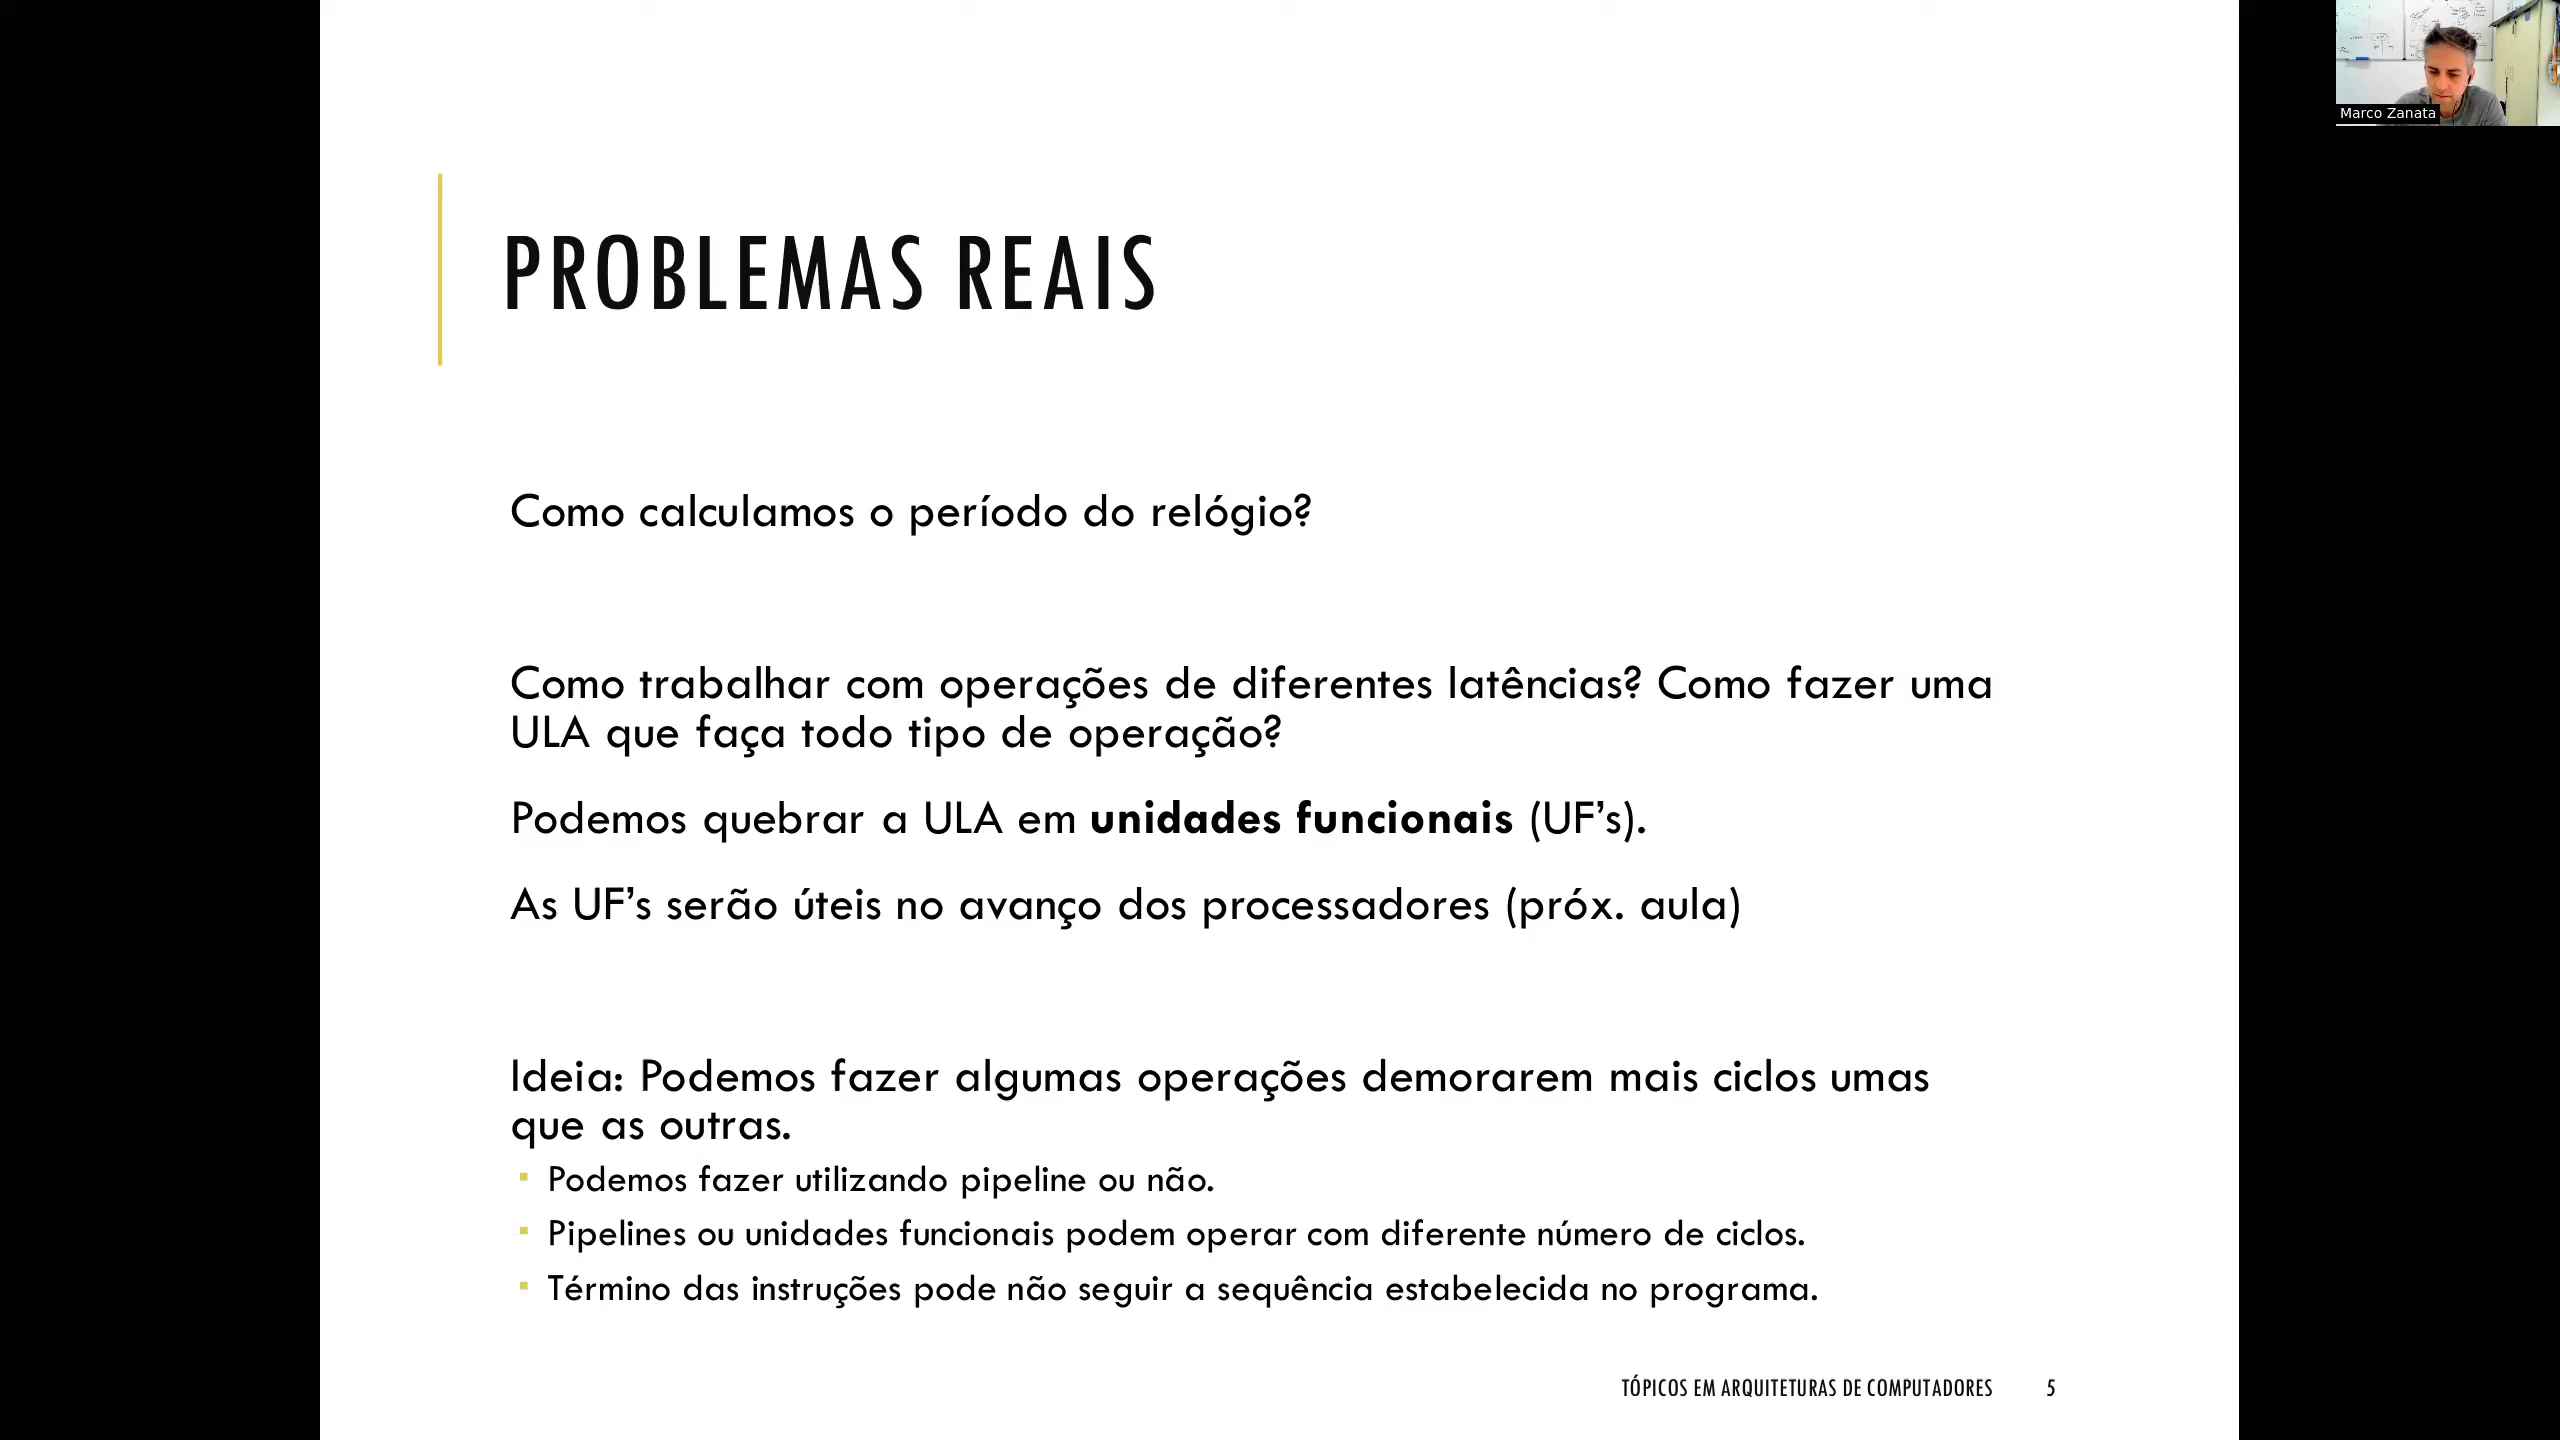 Marco Zanata
PROBLEMAS REAIS
Como calculamos o período do relógio?
Como trabalhar com operações de diferentes latências? Como fazer uma
ULA que faça todo tipo de operação?
Podemos quebrar a ULA em unidades funcionais (UF’s).
As UF’s serão úteis no avanço dos processadores (próx. aula)
Ideia: Podemos fazer algumas operações demorarem mais ciclos umas
que as outras.
▪ Podemos fazer utilizando pipeline ou não.
▪ Pipelines ou unidades funcionais podem operar com diferente número de ciclos.
▪ Término das instruções pode não seguir a sequência estabelecida no programa.
TÓPICOS EM ARQUITETURAS DE COMPUTADORES 5